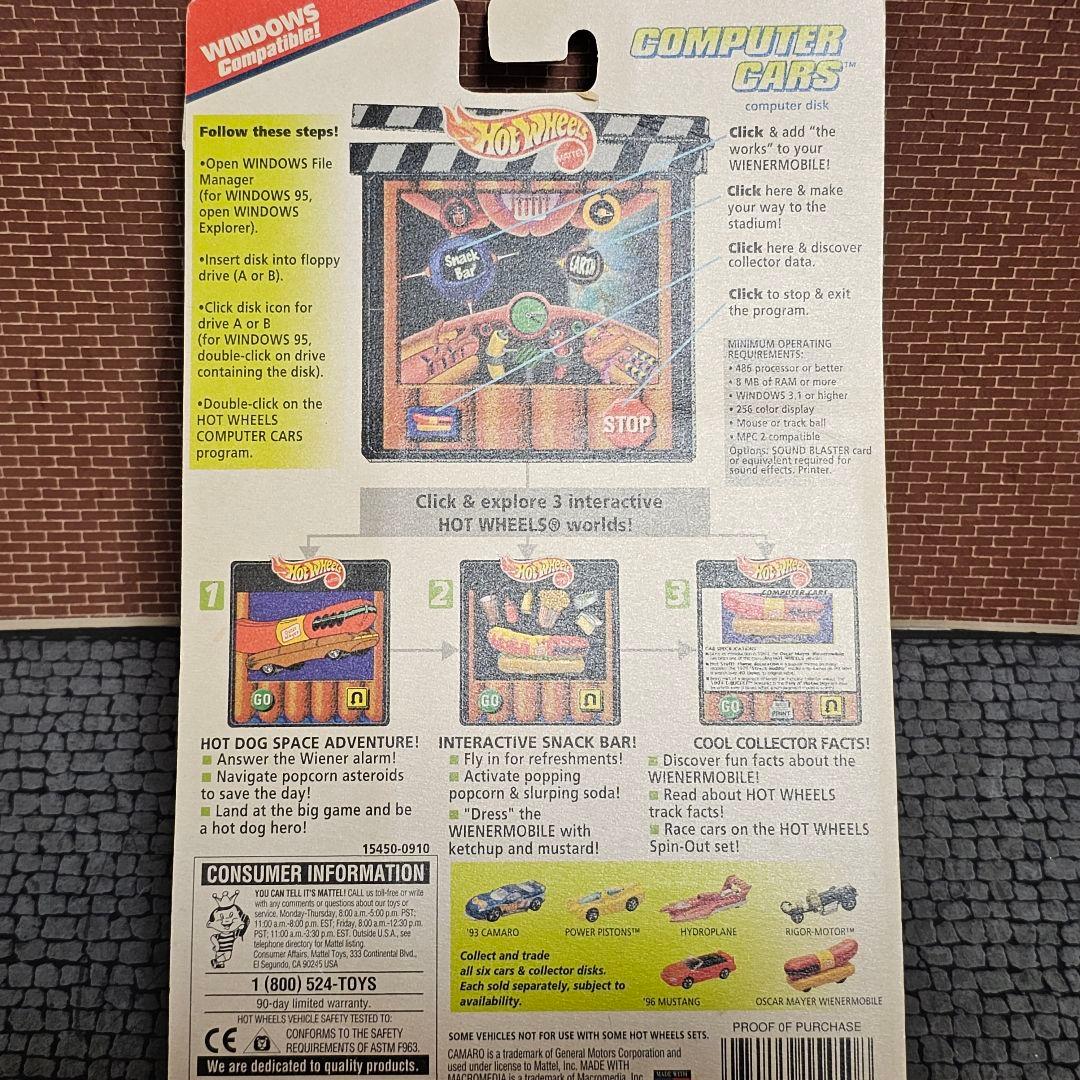 WINDOWS
Compatible!
COMPUTER
CARS™
computer disk
Follow these steps!
•Open WINDOWS File
Manager
(for WINDOWS 95,
open WINDOWS
Explorer).
•Insert disk into floppy
drive (A or B).
•Click disk icon for
drive A or B
(for WINDOWS 95,
double-click on drive
containing the disk).
•Double-click on the
HOT WHEELS
COMPUTER CARS
program.
HOT WHEELS
MATTEL
Snack
Bar
EARTH
STOP
Click & add "the
works" to your
WIENERMOBILE!
Click here & make
your way to the
stadium!
Click here & discover
collector data.
Click to stop & exit
the program.
MINIMUM OPERATING
REQUIREMENTS:
• 486 processor or better
• 8 MB of RAM or more
• WINDOWS 3.1 or higher
• 256 color display
• Mouse or track ball
• MPC 2 compatible
Options: SOUND BLASTER card
or equivalent required for
sound effects. Printer.
Click & explore 3 interactive
HOT WHEELS® worlds!
1
HOT WHEELS
GO
2
HOT WHEELS
GO
3
HOT WHEELS
COMPUTER CARS
CAR SPECIFICATIONS
GO
PRINT
HOT DOG SPACE ADVENTURE!
Answer the Wiener alarm!
Navigate popcorn asteroids
to save the day!
Land at the big game and be
a hot dog hero!
15450-0910
INTERACTIVE SNACK BAR!
Fly in for refreshments!
Activate popping
popcorn & slurping soda!
"Dress" the
WIENERMOBILE with
ketchup and mustard!
COOL COLLECTOR FACTS!
Discover fun facts about the
WIENERMOBILE!
Read about HOT WHEELS
track facts!
Race cars on the HOT WHEELS
Spin-Out set!
CONSUMER INFORMATION
YOU CAN TELL IT'S MATTEL! CALL us toll-free or write
with any comments or questions about our toys or
service. Monday-Thursday, 8:00 a.m.-5:00 p.m. PST;
11:00 a.m.-8:00 p.m. EST; Friday, 8:00 a.m.-12:30 p.m.
PST; 11:00 a.m.-3:30 p.m. EST. Outside U.S.A., see
telephone directory for Mattel listing.
Consumer Affairs, Mattel Toys, 333 Continental Blvd.,
El Segundo, CA 90245 USA
1 (800) 524-TOYS
90-day limited warranty.
HOT WHEELS VEHICLE SAFETY TESTED TO:
CE
CONFORMS TO THE SAFETY
REQUIREMENTS OF ASTM F963.
We are dedicated to quality products.
'93 CAMARO
POWER PISTONS™
HYDROPLANE
RIGOR-MOTOR™
Collect and trade
all six cars & collector disks.
Each sold separately, subject to
availability.
'96 MUSTANG
OSCAR MAYER WIENERMOBILE
SOME VEHICLES NOT FOR USE WITH SOME HOT WHEELS SETS.
CAMARO is a trademark of General Motors Corporation and
used under license to Mattel, Inc. MADE WITH
MACROMEDIA is a trademark of Macromedia, Inc.
MADE WITH
PROOF OF PURCHASE